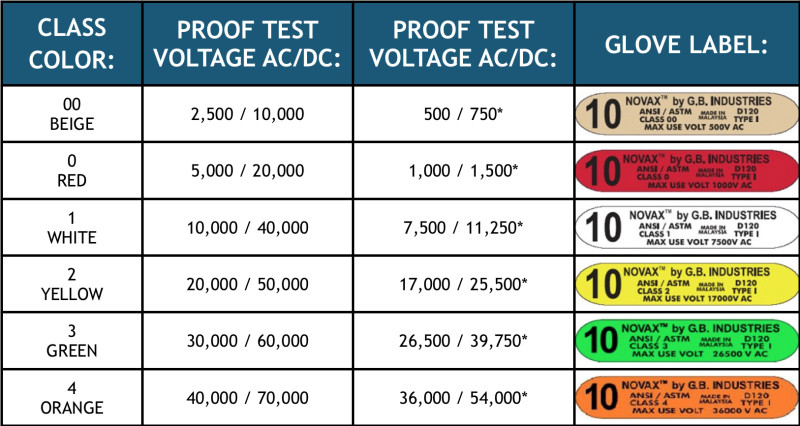 CLASS
COLOR:
PROOF TEST
VOLTAGE AC/DC:
PROOF TEST
VOLTAGE AC/DC:
GLOVE LABEL:
00
BEIGE
2,500 / 10,000
500 / 750*
10
NOVAX™ by G.B. INDUSTRIES
ANSI / ASTM MADE IN D120
CLASS 00 MALAYSIA TYPE I
MAX USE VOLT 500V AC
0
RED
5,000 / 20,000
1,000 / 1,500*
10
NOVAX™ by G.B. INDUSTRIES
ANSI / ASTM MADE IN D120
CLASS 0 MALAYSIA TYPE I
MAX USE VOLT 1000V AC
1
WHITE
10,000 / 40,000
7,500 / 11,250*
10
NOVAX™ by G.B. INDUSTRIES
ANSI / ASTM MADE IN D120
CLASS 1 MALAYSIA TYPE I
MAX USE VOLT 7500V AC
2
YELLOW
20,000 / 50,000
17,000 / 25,500*
10
NOVAX™ by G.B. INDUSTRIES
ANSI / ASTM MADE IN D120
CLASS 2 MALAYSIA TYPE I
MAX USE VOLT 17000V AC
3
GREEN
30,000 / 60,000
26,500 / 39,750*
10
NOVAX™ by G.B. INDUSTRIES
ANSI / ASTM MADE IN D120
CLASS 3 MALAYSIA TYPE I
MAX USE VOLT 26500 V AC
4
ORANGE
40,000 / 70,000
36,000 / 54,000*
10
NOVAX™ by G.B. INDUSTRIES
ANSI / ASTM MADE IN D120
CLASS 4 MALAYSIA TYPE I
MAX USE VOLT 36000 V AC